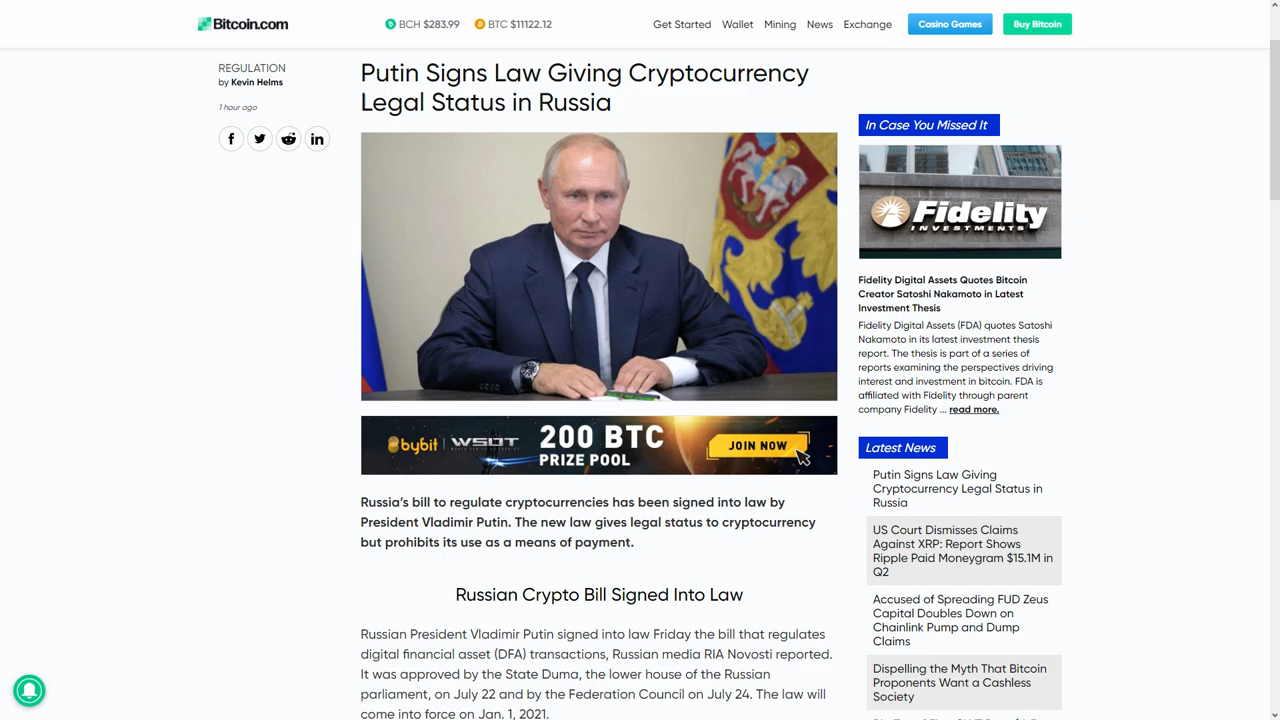 Bitcoin.com
BCH $283.99
BTC $11122.12
Get Started
Wallet
Mining
News
Exchange
Casino Games
Buy Bitcoin
REGULATION
by Kevin Helms
1 hour ago
Putin Signs Law Giving Cryptocurrency
Legal Status in Russia
bybit
WSOT
200 BTC
PRIZE POOL
JOIN NOW
Russia’s bill to regulate cryptocurrencies has been signed into law by
President Vladimir Putin. The new law gives legal status to cryptocurrency
but prohibits its use as a means of payment.
Russian Crypto Bill Signed Into Law
Russian President Vladimir Putin signed into law Friday the bill that regulates
digital financial asset (DFA) transactions, Russian media RIA Novosti reported.
It was approved by the State Duma, the lower house of the Russian
parliament, on July 22 and by the Federation Council on July 24. The law will
come into force on Jan. 1, 2021.
In Case You Missed It
Fidelity
INVESTMENTS
Fidelity Digital Assets Quotes Bitcoin
Creator Satoshi Nakamoto in Latest
Investment Thesis
Fidelity Digital Assets (FDA) quotes Satoshi
Nakamoto in its latest investment thesis
report. The thesis is part of a series of
reports examining the perspectives driving
interest and investment in bitcoin. FDA is
affiliated with Fidelity through parent
company Fidelity ... read more.
Latest News
Putin Signs Law Giving
Cryptocurrency Legal Status in
Russia
US Court Dismisses Claims
Against XRP: Report Shows
Ripple Paid Moneygram $15.1M in
Q2
Accused of Spreading FUD Zeus
Capital Doubles Down on
Chainlink Pump and Dump
Claims
Dispelling the Myth That Bitcoin
Proponents Want a Cashless
Society